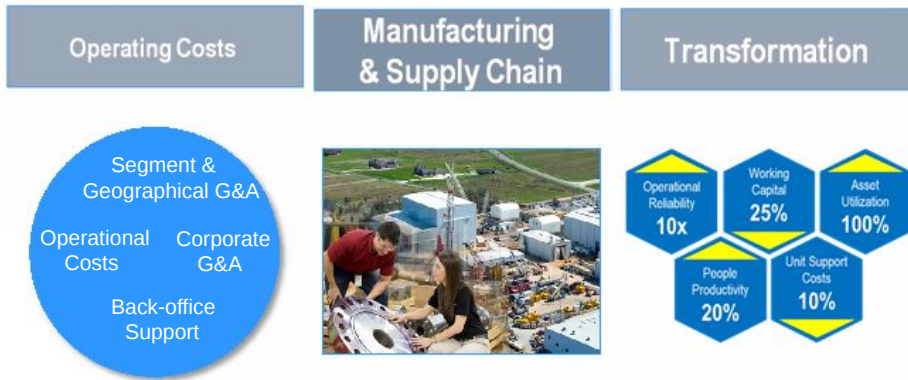 Operating Costs
Manufacturing
& Supply Chain
Transformation
Segment &
Geographical G&A
Operational
Costs
Corporate
G&A
Back-office
Support
Operational
Reliability
10x
Working
Capital
25%
Asset
Utilization
100%
People
Productivity
20%
Unit Support
Costs
10%